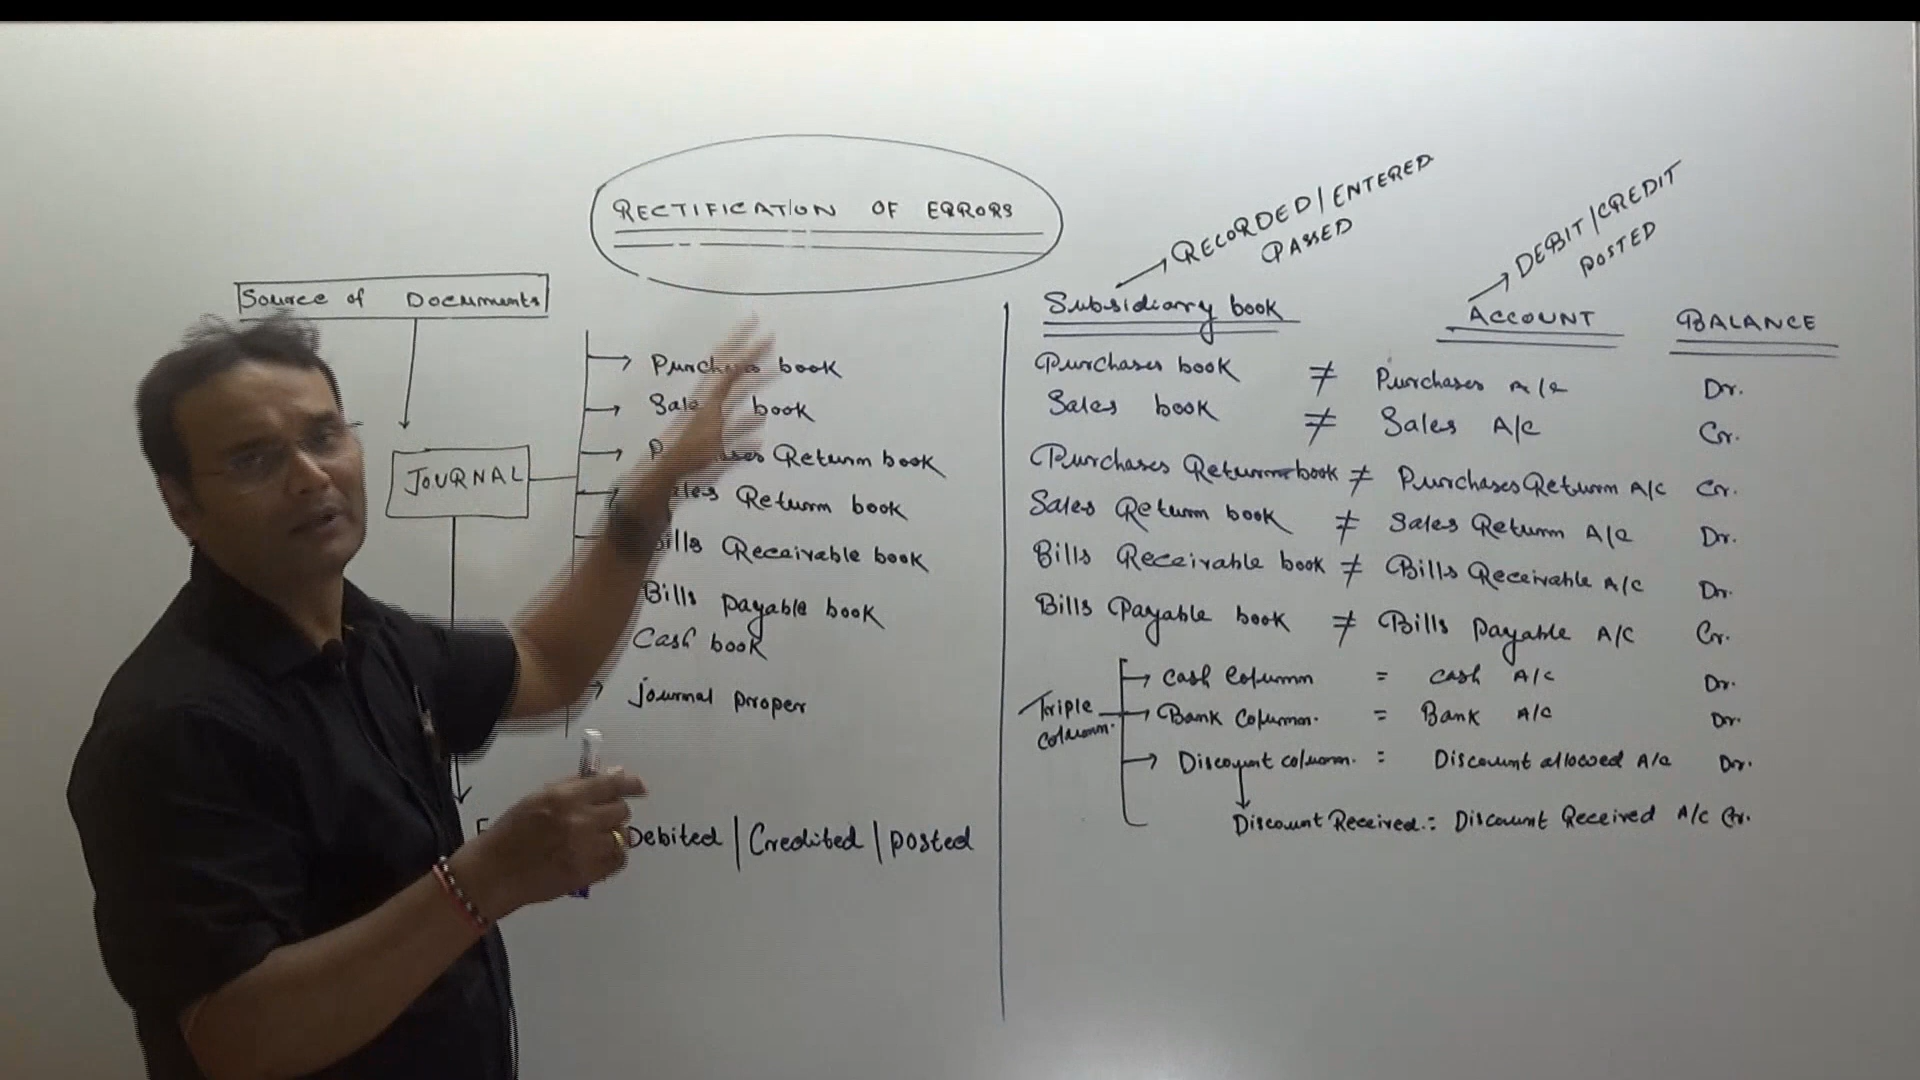 RECTIFICATION OF ERRORS
Source of Documents
JOURNAL
book
book
Return book
Return book
Bills Receivable book
Bills payable book
Cash book
Journal proper
Debited | Credited | posted
RECORDED / ENTERED
PASSED
DEBIT / CREDIT
POSTED
Subsidiary book ACCOUNT BALANCE
Purchases book ≠ Purchases A/c Dr.
Sales book ≠ Sales A/c Cr.
Purchases Return book ≠ Purchases Return A/c Cr.
Sales Return book ≠ Sales Return A/c Dr.
Bills Receivable book ≠ Bills Receivable A/c Dr.
Bills Payable book ≠ Bills payable A/c Cr.
Triple
column.
Cash Column = cash A/c Dr.
Bank Column. = Bank A/c Dr.
Discount column. = Discount allowed A/c Dr.
Discount Received. = Discount Received A/c Cr.